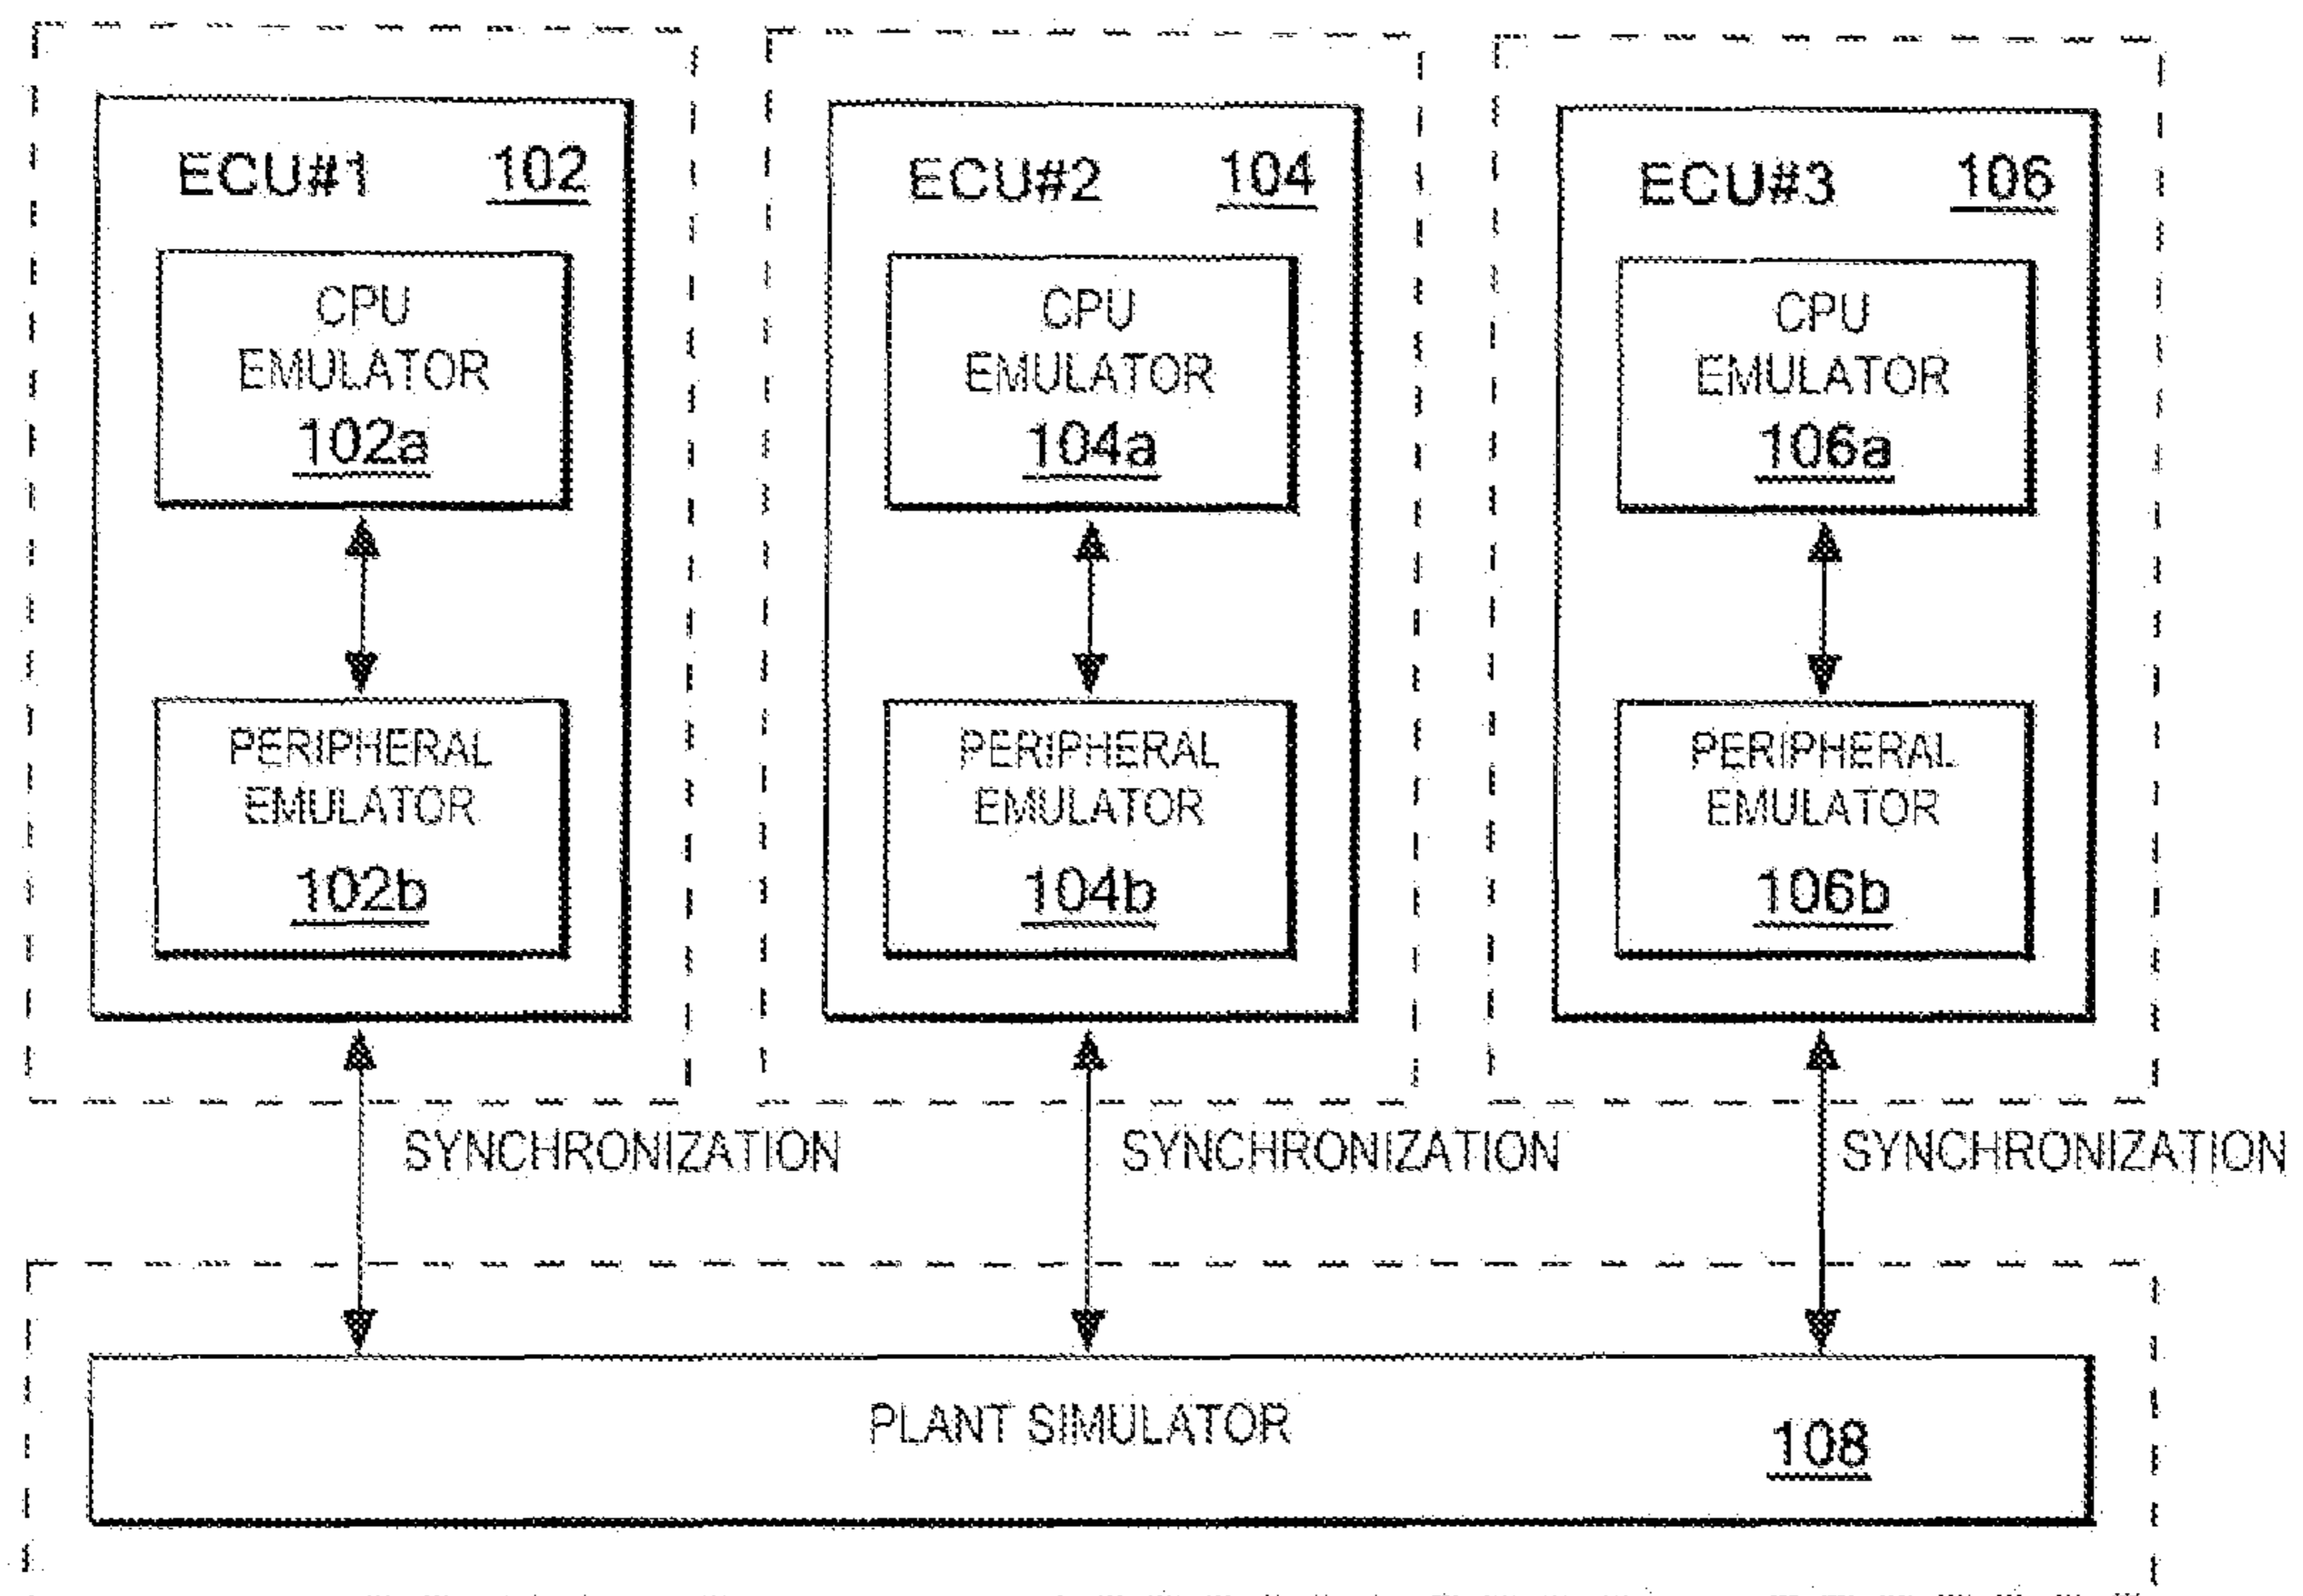 ECU#1 102
CPU
EMULATOR
102a
PERIPHERAL
EMULATOR
102b
ECU#2 104
CPU
EMULATOR
104a
PERIPHERAL
EMULATOR
104b
ECU#3 106
CPU
EMULATOR
106a
PERIPHERAL
EMULATOR
106b
SYNCHRONIZATION
SYNCHRONIZATION
SYNCHRONIZATION
PLANT SIMULATOR 108